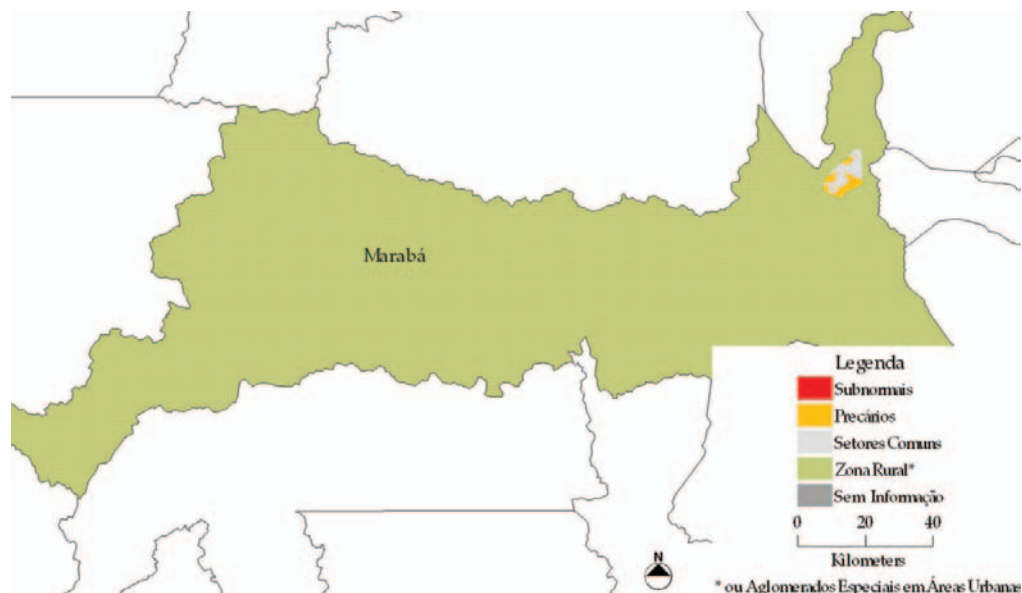 Marabá
Legenda
Subnormais
Precários
Setores Comuns
Zona Rural*
Sem Informação
0 20 40
Kilometers
N
* ou Aglomerados Especiais em Áreas Urbanas